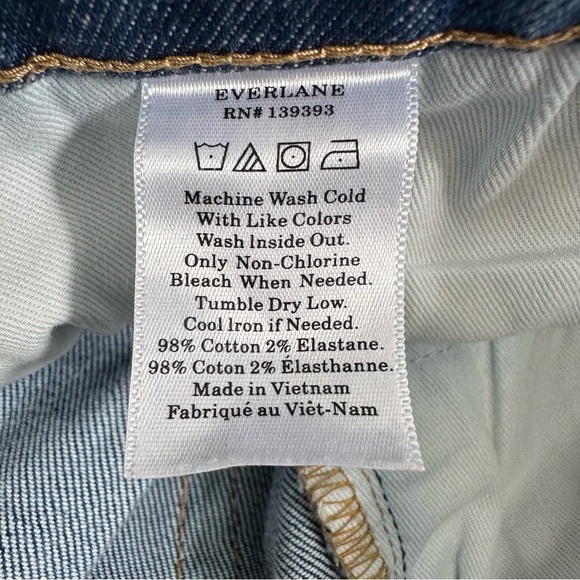 EVERLANE
RN# 139393
Machine Wash Cold
With Like Colors
Wash Inside Out.
Only Non-Chlorine
Bleach When Needed.
Tumble Dry Low.
Cool Iron if Needed.
98% Cotton 2% Elastane.
98% Coton 2% Élasthanne.
Made in Vietnam
Fabriqué au Viêt-Nam